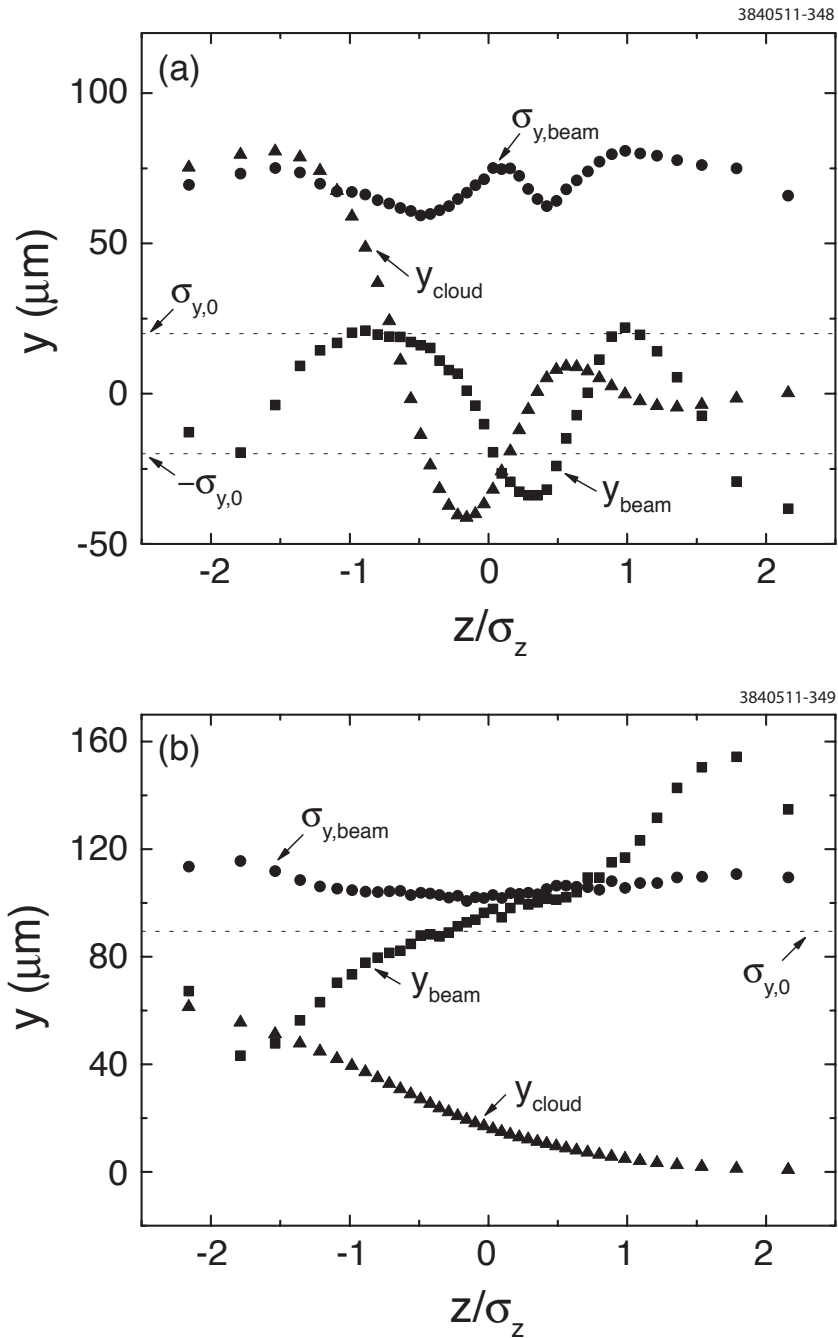 3840511-348
(a)
100
50
0
-50
y (μm)
σy,beam
ycloud
σy,0
-σy,0
ybeam
-2 -1 0 1 2
z/σz
3840511-349
(b)
160
120
80
40
0
y (μm)
σy,beam
ybeam
σy,0
ycloud
-2 -1 0 1 2
z/σz